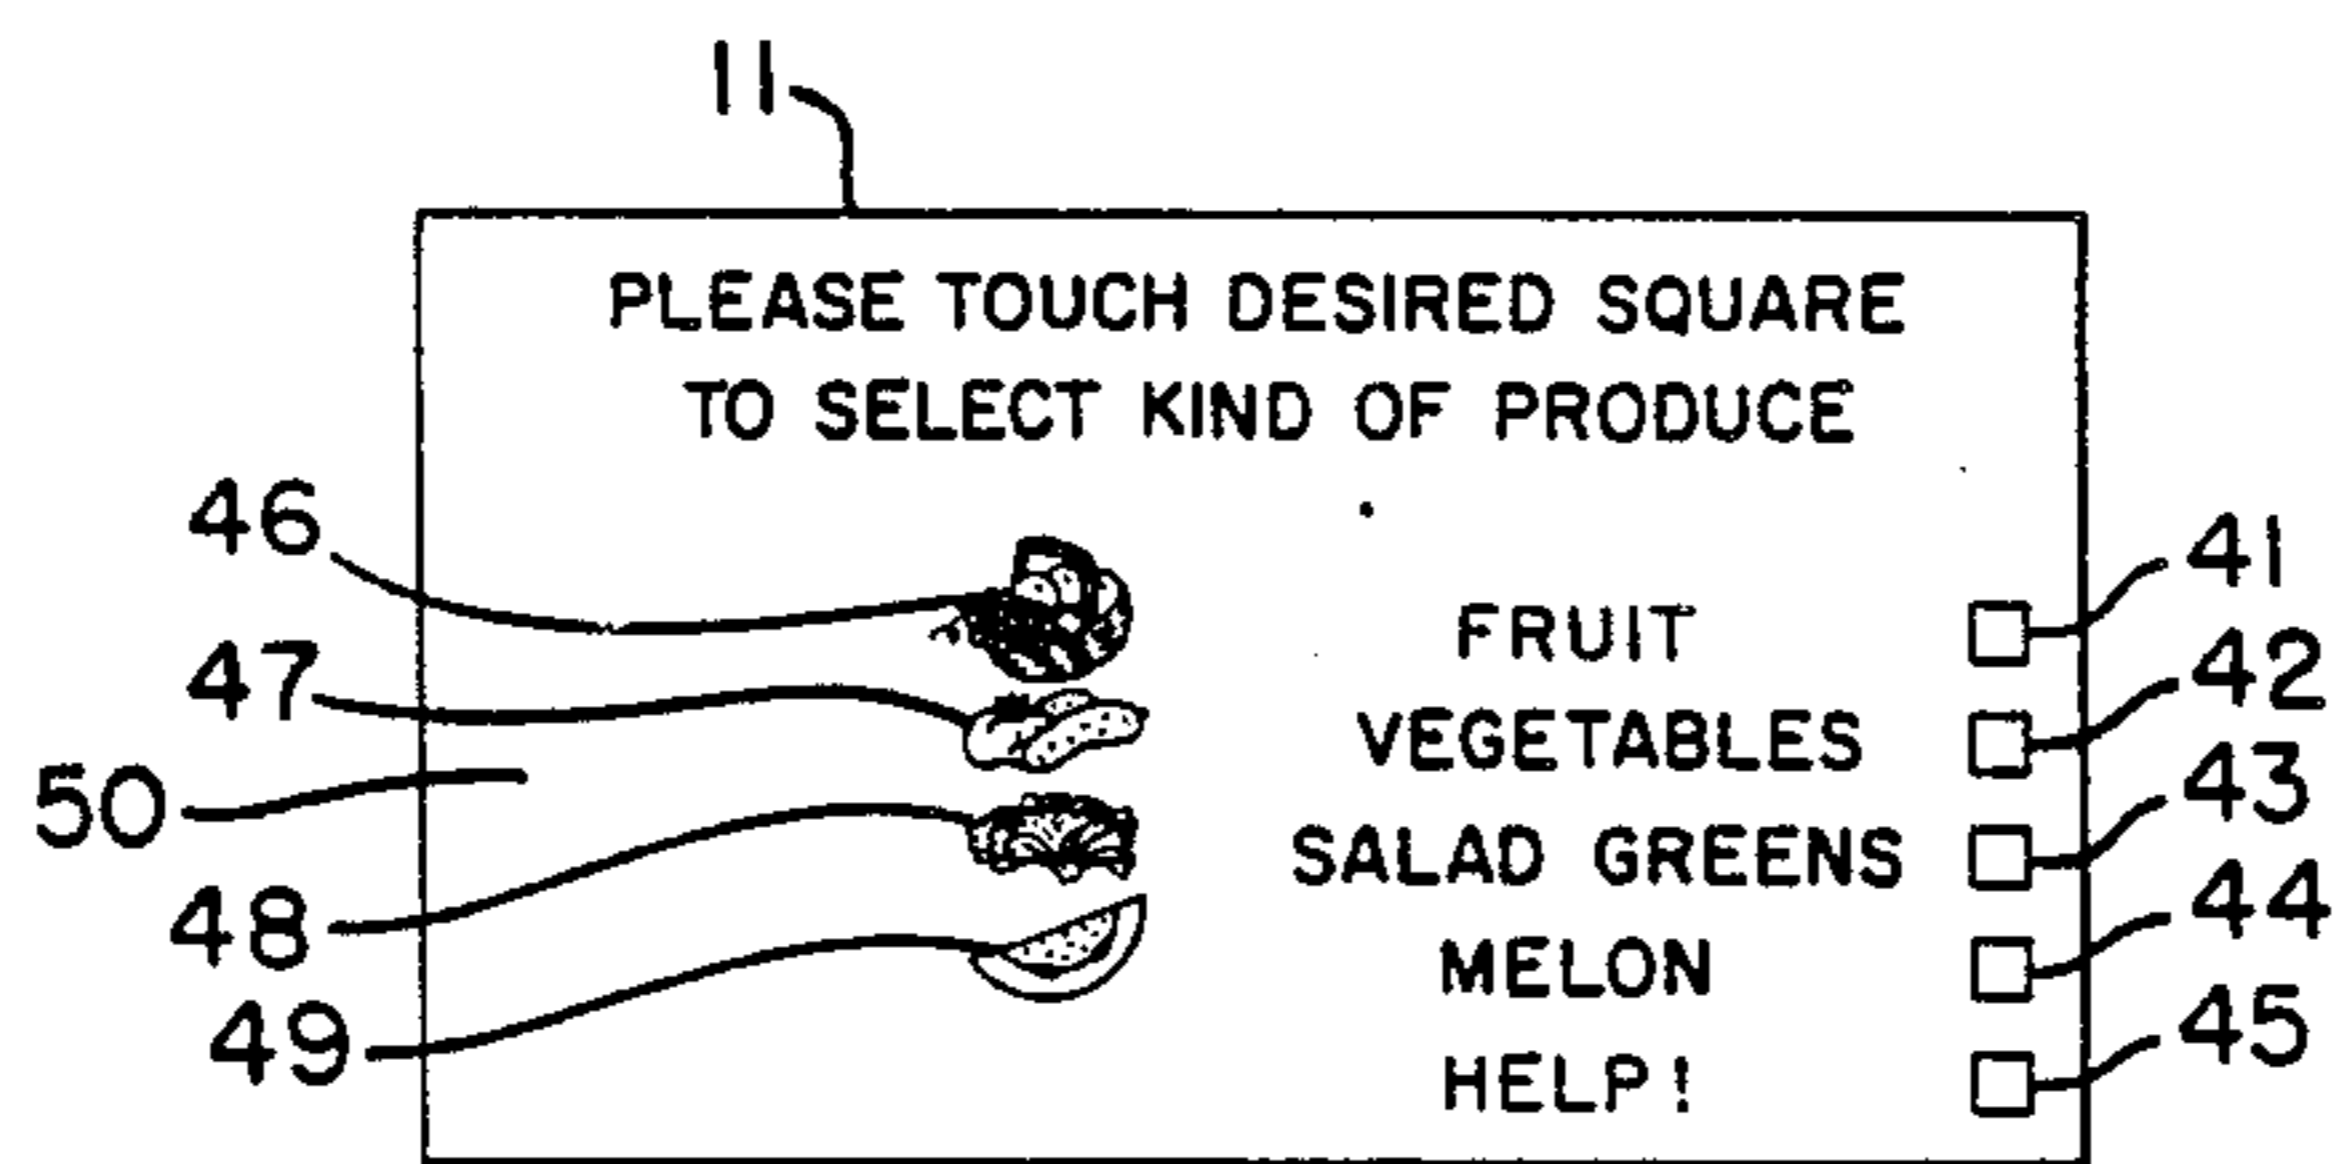 11
PLEASE TOUCH DESIRED SQUARE
TO SELECT KIND OF PRODUCE
46
FRUIT 41
47
VEGETABLES 42
50
SALAD GREENS 43
48
MELON 44
49
HELP! 45